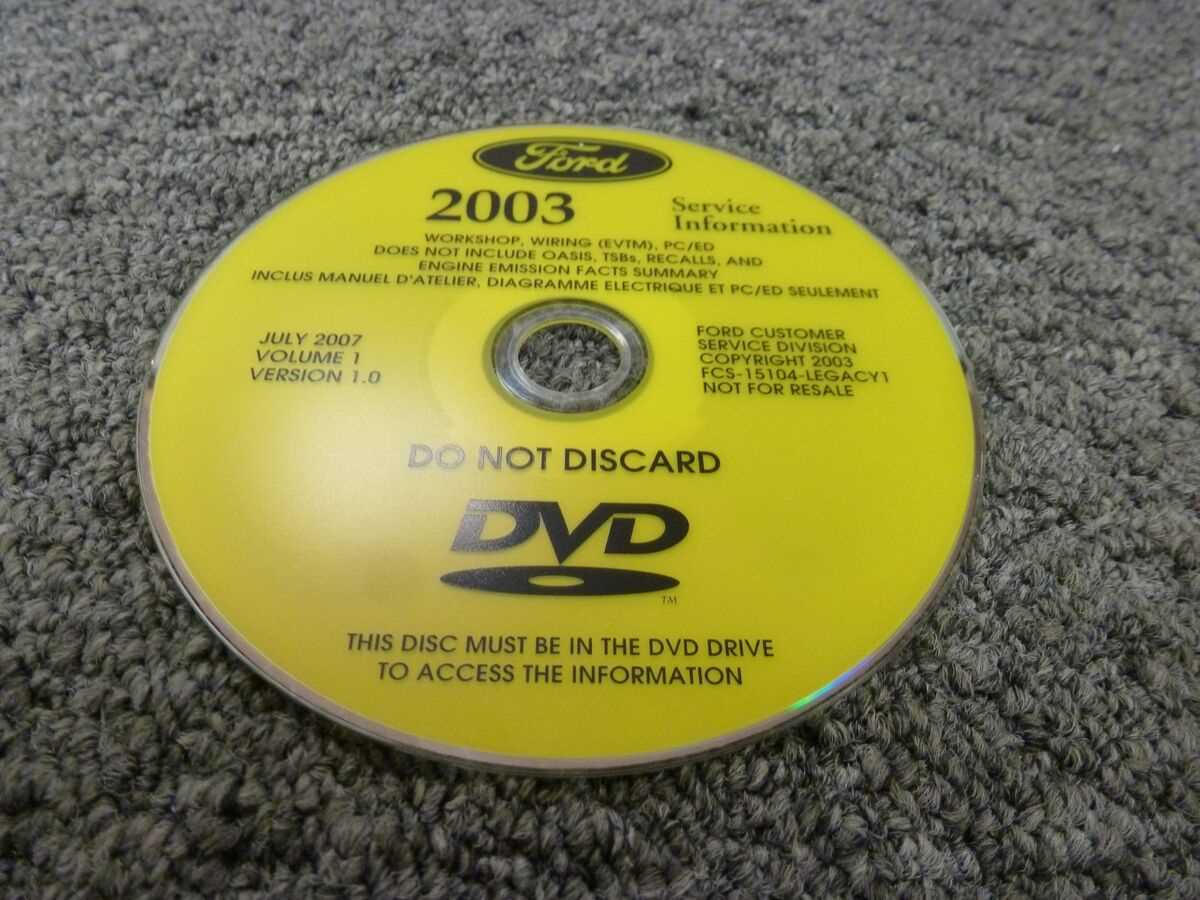 Ford
2003
Service
Information
WORKSHOP, WIRING (EVTM), PC/ED
DOES NOT INCLUDE OASIS, TSBs, RECALLS, AND
ENGINE EMISSION FACTS SUMMARY
INCLUS MANUEL D'ATELIER, DIAGRAMME ELECTRIQUE ET PC/ED SEULEMENT
JULY 2007
VOLUME 1
VERSION 1.0
FORD CUSTOMER
SERVICE DIVISION
COPYRIGHT 2003
FCS-15104-LEGACY1
NOT FOR RESALE
DO NOT DISCARD
DVD
TM
THIS DISC MUST BE IN THE DVD DRIVE
TO ACCESS THE INFORMATION